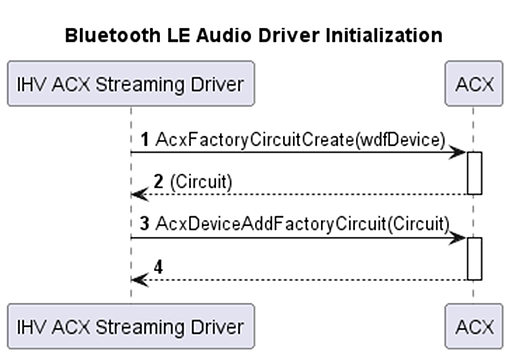 Bluetooth LE Audio Driver Initialization
IHV ACX Streaming Driver ACX
1 AcxFactoryCircuitCreate(wdfDevice)
2 (Circuit)
3 AcxDeviceAddFactoryCircuit(Circuit)
4
IHV ACX Streaming Driver ACX